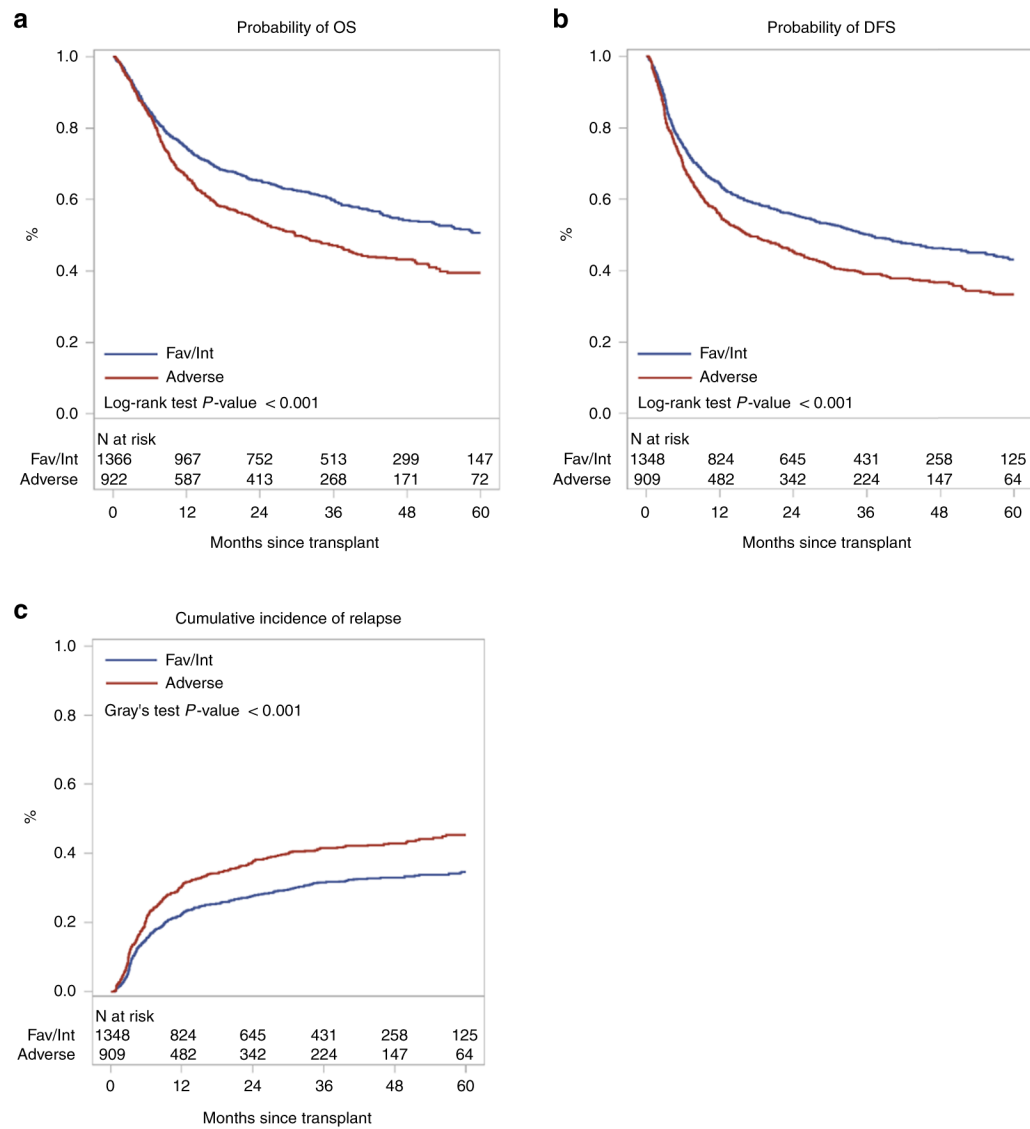 a
Probability of OS
1.0
0.8
0.6
%
0.4
0.2
0.0
Fav/Int
Adverse
Log-rank test P-value < 0.001
N at risk
Fav/Int 1366 967 752 513 299 147
Adverse 922 587 413 268 171 72
0 12 24 36 48 60
Months since transplant
b
Probability of DFS
1.0
0.8
0.6
%
0.4
0.2
0.0
Fav/Int
Adverse
Log-rank test P-value < 0.001
N at risk
Fav/Int 1348 824 645 431 258 125
Adverse 909 482 342 224 147 64
0 12 24 36 48 60
Months since transplant
c
Cumulative incidence of relapse
1.0
Fav/Int
Adverse
Gray's test P-value < 0.001
0.8
0.6
%
0.4
0.2
0.0
N at risk
Fav/Int 1348 824 645 431 258 125
Adverse 909 482 342 224 147 64
0 12 24 36 48 60
Months since transplant